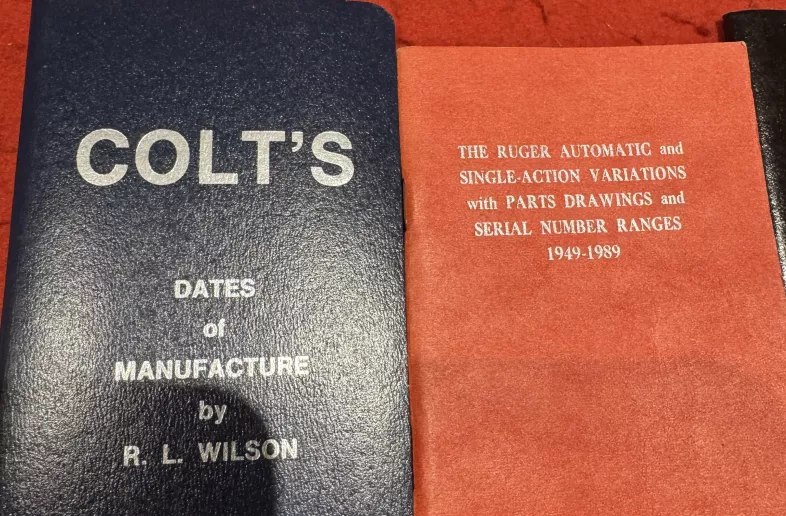 COLT'S
DATES
of
MANUFACTURE
by
R. L. WILSON
THE RUGER AUTOMATIC and
SINGLE-ACTION VARIATIONS
with PARTS DRAWINGS and
SERIAL NUMBER RANGES
1949-1989